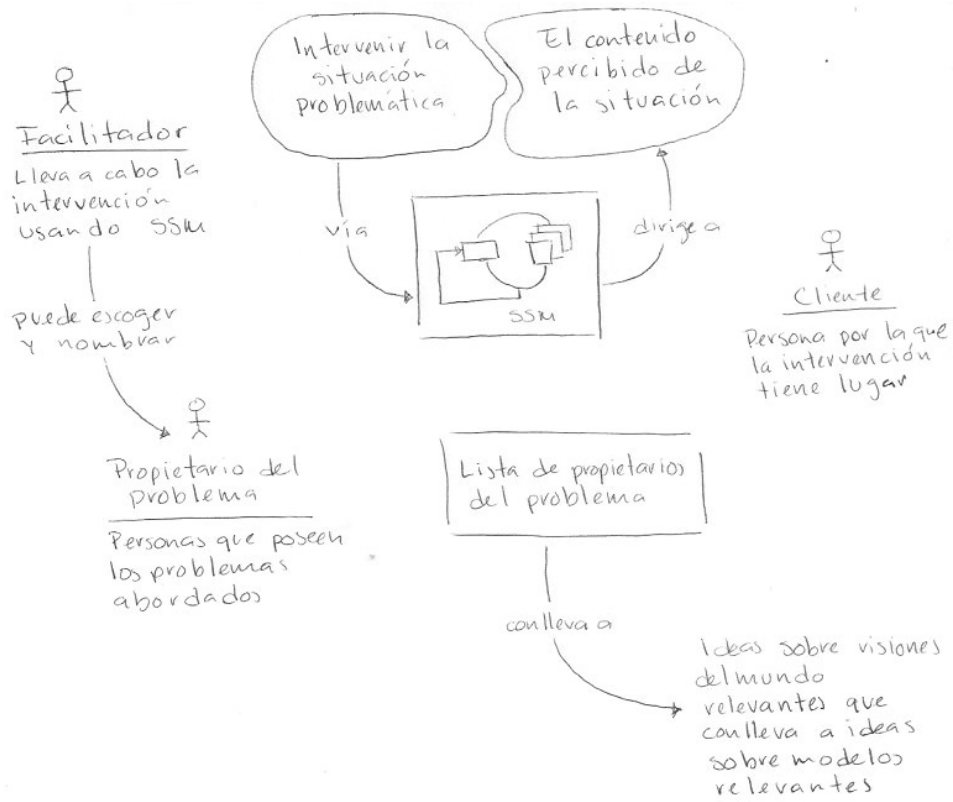 Intervenir la
situación
problemática
El contenido
percibido de
la situación
Facilitador
Lleva a cabo la
intervención
usando SSM
vía
dirige a
SSM
Cliente
Persona por la que
la intervención
tiene lugar
puede escoger
y nombrar
Propietario del
problema
Personas que poseen
los problemas
abordados
Lista de propietarios
del problema
conlleva a
Ideas sobre visiones
del mundo
relevantes que
conlleva a ideas
sobre modelos
relevantes